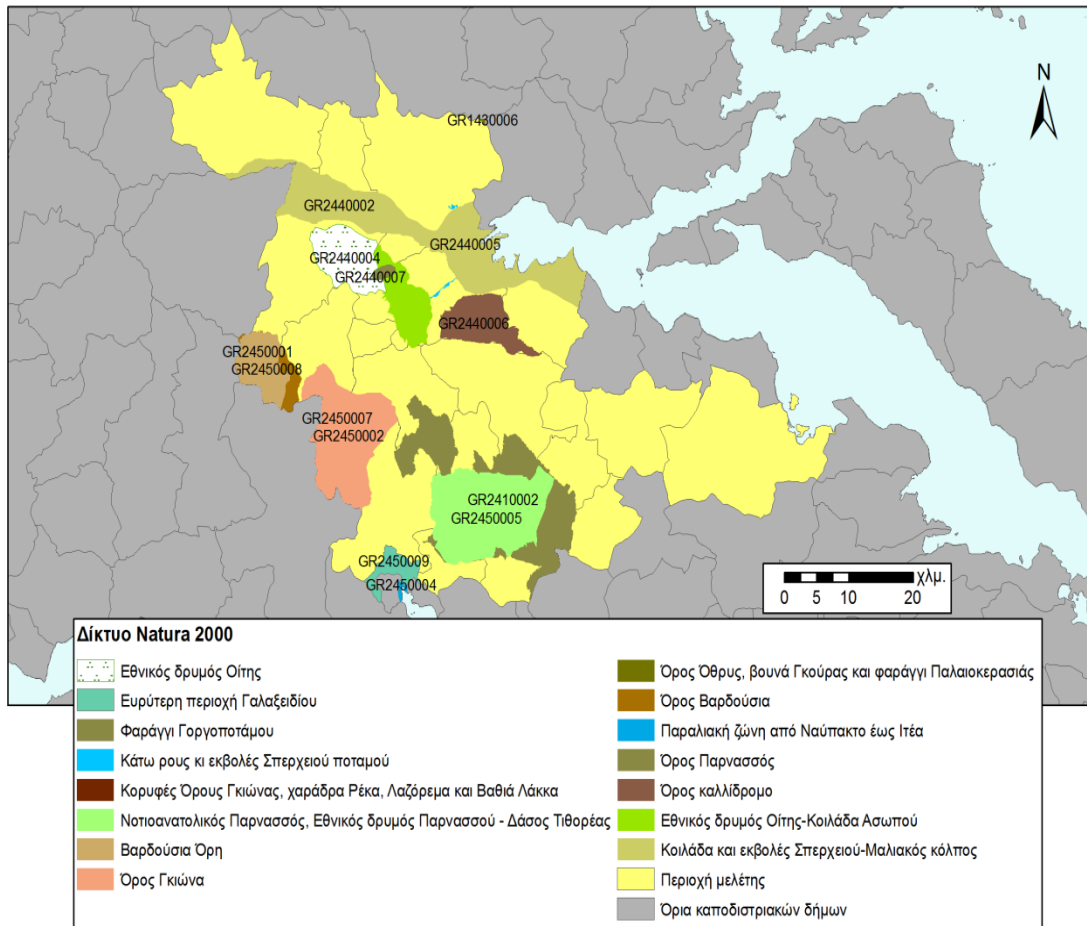 N
GR1430006
GR2440002
GR2440005
GR2440004
GR2440007
GR2440006
GR2450001
GR2450008
GR2450007
GR2450002
GR2410002
GR2450005
GR2450009
GR2450004
χλμ.
0 5 10 20
Δίκτυο Natura 2000
Εθνικός δρυμός Οίτης
Ευρύτερη περιοχή Γαλαξειδίου
Φαράγγι Γοργοποτάμου
Κάτω ρους κι εκβολές Σπερχειού ποταμού
Κορυφές Όρους Γκιώνας, χαράδρα Ρέκα, Λαζόρεμα και Βαθιά Λάκκα
Νοτιοανατολικός Παρνασσός, Εθνικός δρυμός Παρνασσού - Δάσος Τιθορέας
Βαρδούσια Όρη
Όρος Γκιώνα
Όρος Όθρυς, βουνά Γκούρας και φαράγγι Παλαιοκερασιάς
Όρος Βαρδούσια
Παραλιακή ζώνη από Ναύπακτο έως Ιτέα
Όρος Παρνασσός
Όρος καλλίδρομο
Εθνικός δρυμός Οίτης-Κοιλάδα Ασωπού
Κοιλάδα και εκβολές Σπερχειού-Μαλιακός κόλπος
Περιοχή μελέτης
Όρια καποδιστριακών δήμων